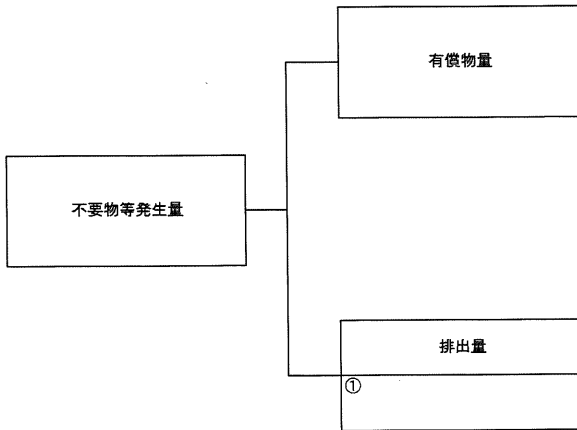 有償物量
不要物等発生量
排出量
①